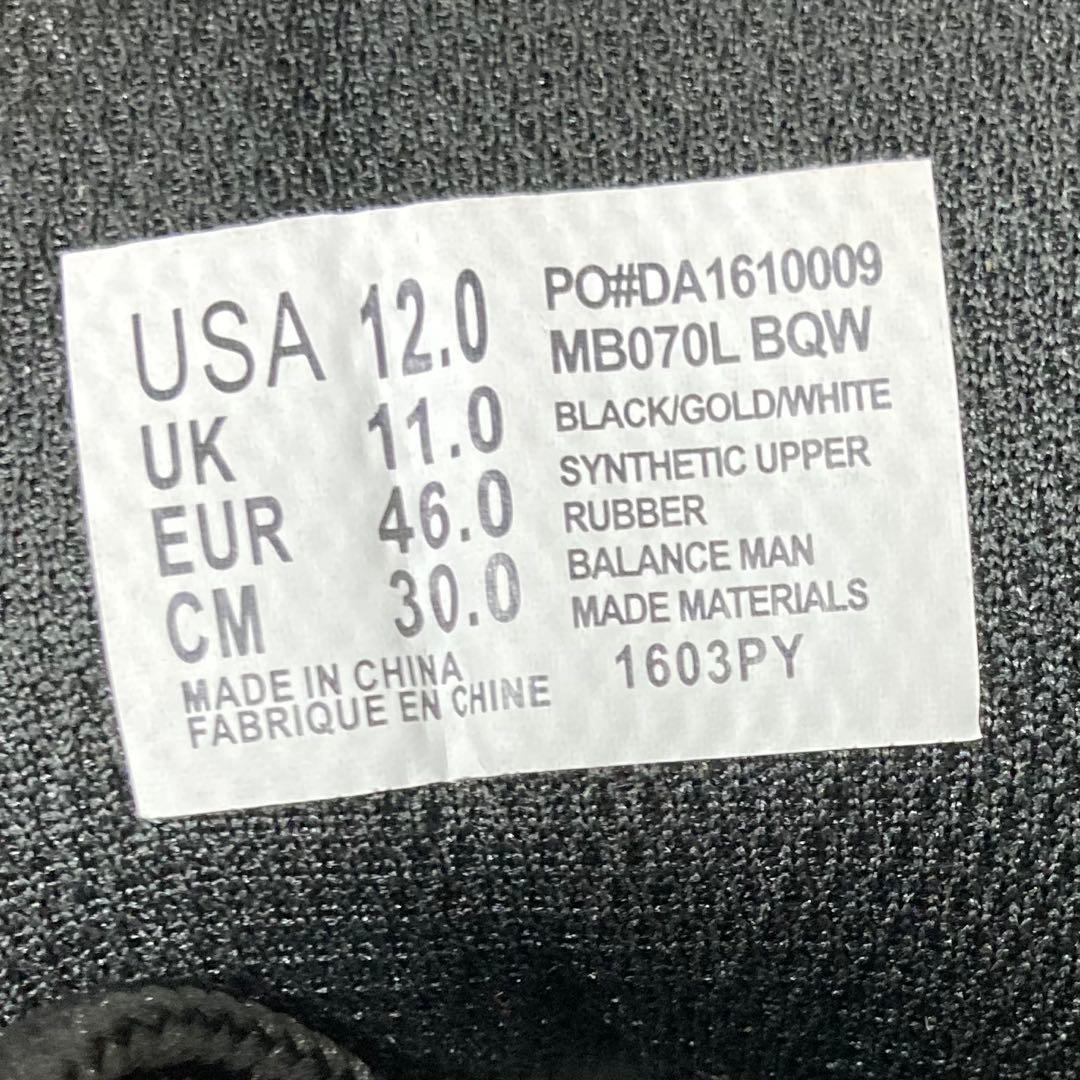 USA 12.0
UK 11.0
EUR 46.0
CM 30.0
MADE IN CHINA
FABRIQUE EN CHINE
PO#DA1610009
MB070L BQW
BLACK/GOLD/WHITE
SYNTHETIC UPPER
RUBBER
BALANCE MAN
MADE MATERIALS
1603PY